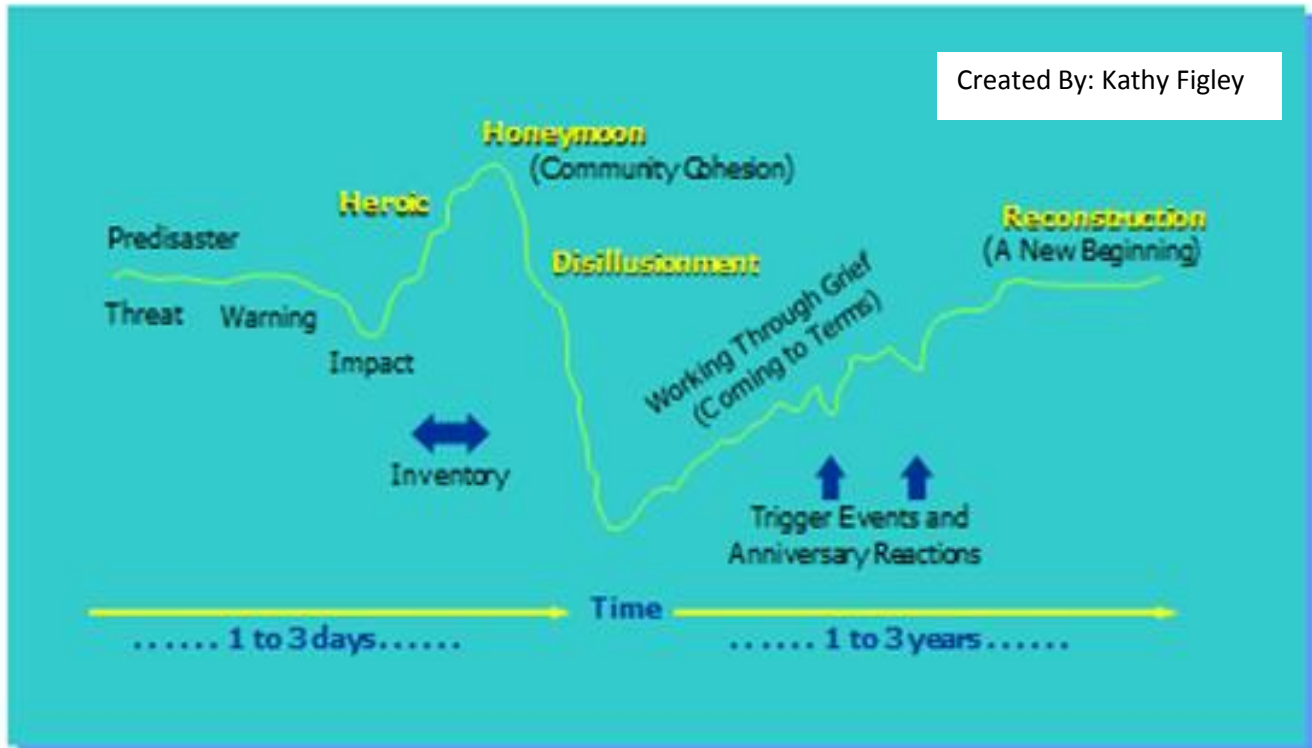 Created By: Kathy Figley
Honeymoon
(Community Cohesion)
Heroic
Predisaster
Reconstruction
(A New Beginning)
Disillusionment
Threat
Warning
Impact
Working Through Grief
(Coming to Terms)
Inventory
Trigger Events and
Anniversary Reactions
Time
...... 1 to 3 days......
...... 1 to 3 years......